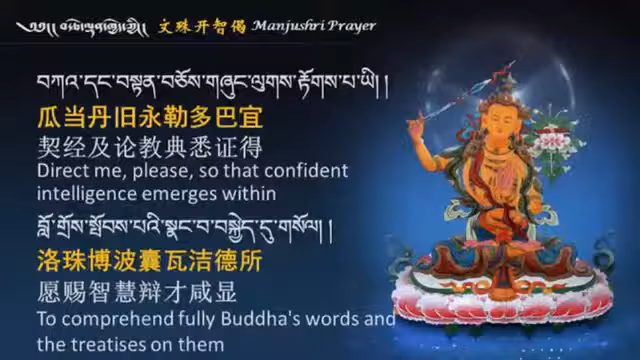 文殊开智偈 Manjushri Prayer
བཀའ་དང་བསྟན་བཅོས་གཞུང་ལུགས་རྟོགས་པ་ཡི། །
瓜当丹旧永勒多巴宜
契经及论教典悉证得
Direct me, please, so that confident
intelligence emerges within
བློ་གྲོས་སྤོབས་པའི་སྣང་བ་བསྐྱེད་དུ་གསོལ། །
洛珠博波囊瓦洁德所
愿赐智慧辩才咸显
To comprehend fully Buddha's words and
the treatises on them